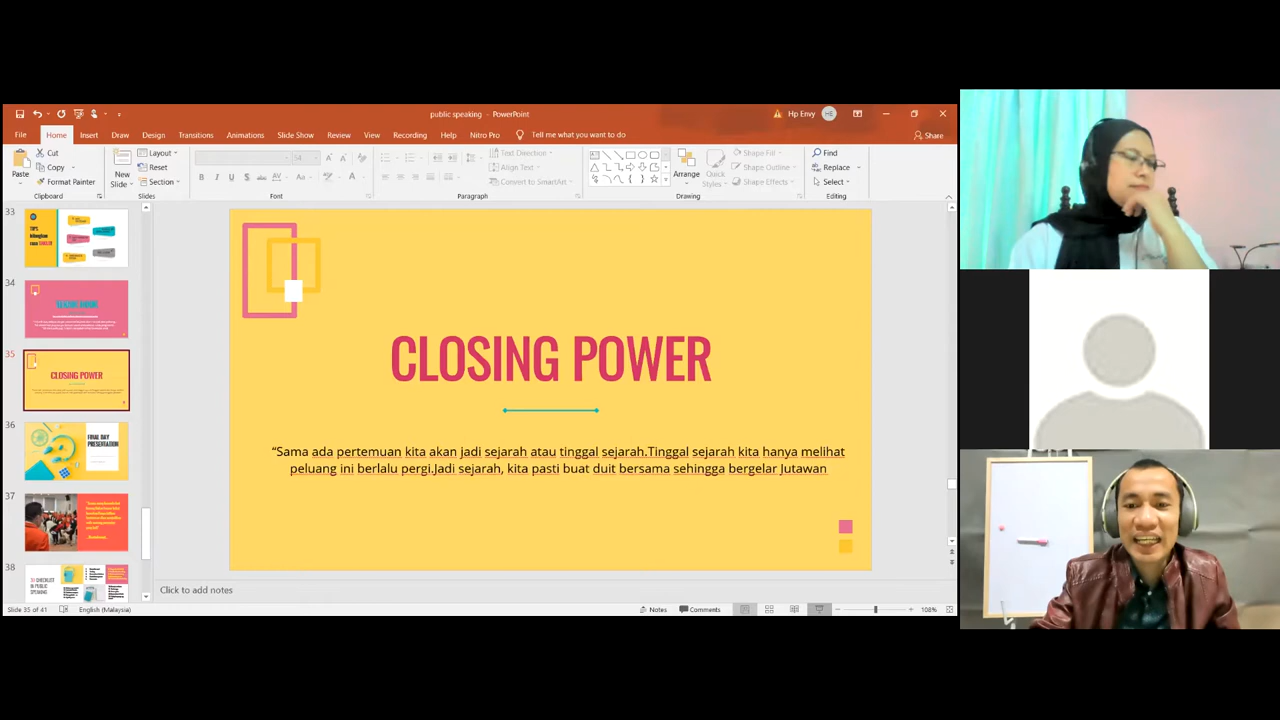 public speaking - PowerPoint
Hp Envy
HE
File
Home
Insert
Draw
Design
Transitions
Animations
Slide Show
Review
View
Recording
Help
Nitro Pro
Tell me what you want to do
Share
Paste
Cut
Copy
Format Painter
Clipboard
New
Slide
Layout
Reset
Section
Slides
54
Font
Text Direction
Align Text
Convert to SmartArt
Paragraph
Arrange
Quick
Styles
Shape Fill
Shape Outline
Shape Effects
Drawing
Find
Replace
Select
Editing
33
TIPS
34
35
CLOSING POWER
36
FINAL DAY
PRESENTATION
37
38
CLOSING POWER
“Sama ada pertemuan kita akan jadi sejarah atau tinggal sejarah.Tinggal sejarah kita hanya melihat
peluang ini berlalu pergi.Jadi sejarah, kita pasti buat duit bersama sehingga bergelar Jutawan
Click to add notes
Slide 35 of 41
English (Malaysia)
Notes
Comments
108%